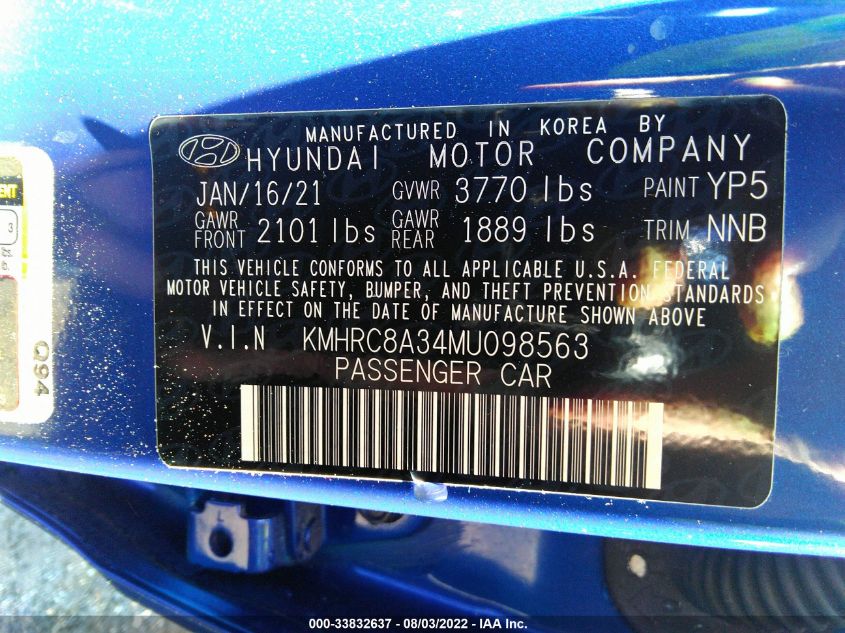 MANUFACTURED IN KOREA BY
HYUNDAI MOTOR COMPANY
JAN/16/21 GVWR 3770 lbs PAINT YP5
GAWR FRONT 2101 lbs GAWR REAR 1889 lbs TRIM NNB
THIS VEHICLE CONFORMS TO ALL APPLICABLE U.S.A. FEDERAL
MOTOR VEHICLE SAFETY, BUMPER, AND THEFT PREVENTION STANDARDS
IN EFFECT ON THE DATE OF MANUFACTURE SHOWN ABOVE
V.I.N KMHRC8A34MU098563
PASSENGER CAR
3
lbs.
lb.
Q94
000-33832637 - 08/03/2022 - IAA Inc.